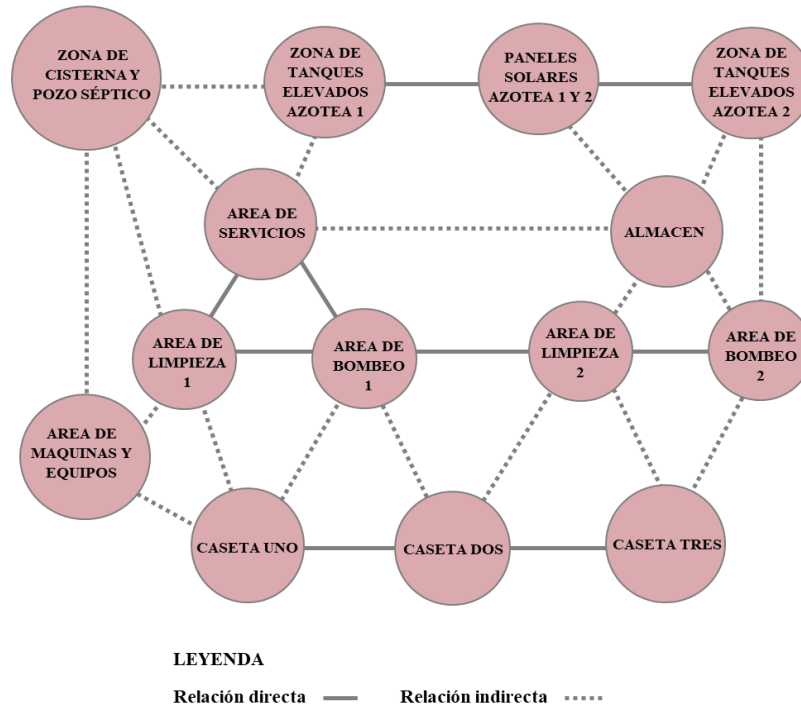 ZONA DE
CISTERNA Y
POZO SÉPTICO
ZONA DE
TANQUES
ELEVADOS
AZOTEA 1
PANELES
SOLARES
AZOTEA 1 Y 2
ZONA DE
TANQUES
ELEVADOS
AZOTEA 2
AREA DE
SERVICIOS
ALMACEN
AREA DE
LIMPIEZA
1
AREA DE
BOMBEO
1
AREA DE
LIMPIEZA
2
AREA DE
BOMBEO
2
AREA DE
MAQUINAS Y
EQUIPOS
CASETA UNO
CASETA DOS
CASETA TRES
LEYENDA
Relación directa
Relación indirecta